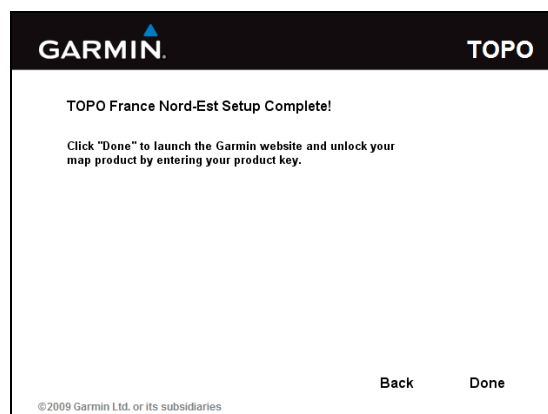 GARMIN.
TOPO
TOPO France Nord-Est Setup Complete!
Click "Done" to launch the Garmin website and unlock your
map product by entering your product key.
Back
Done
©2009 Garmin Ltd. or its subsidiaries